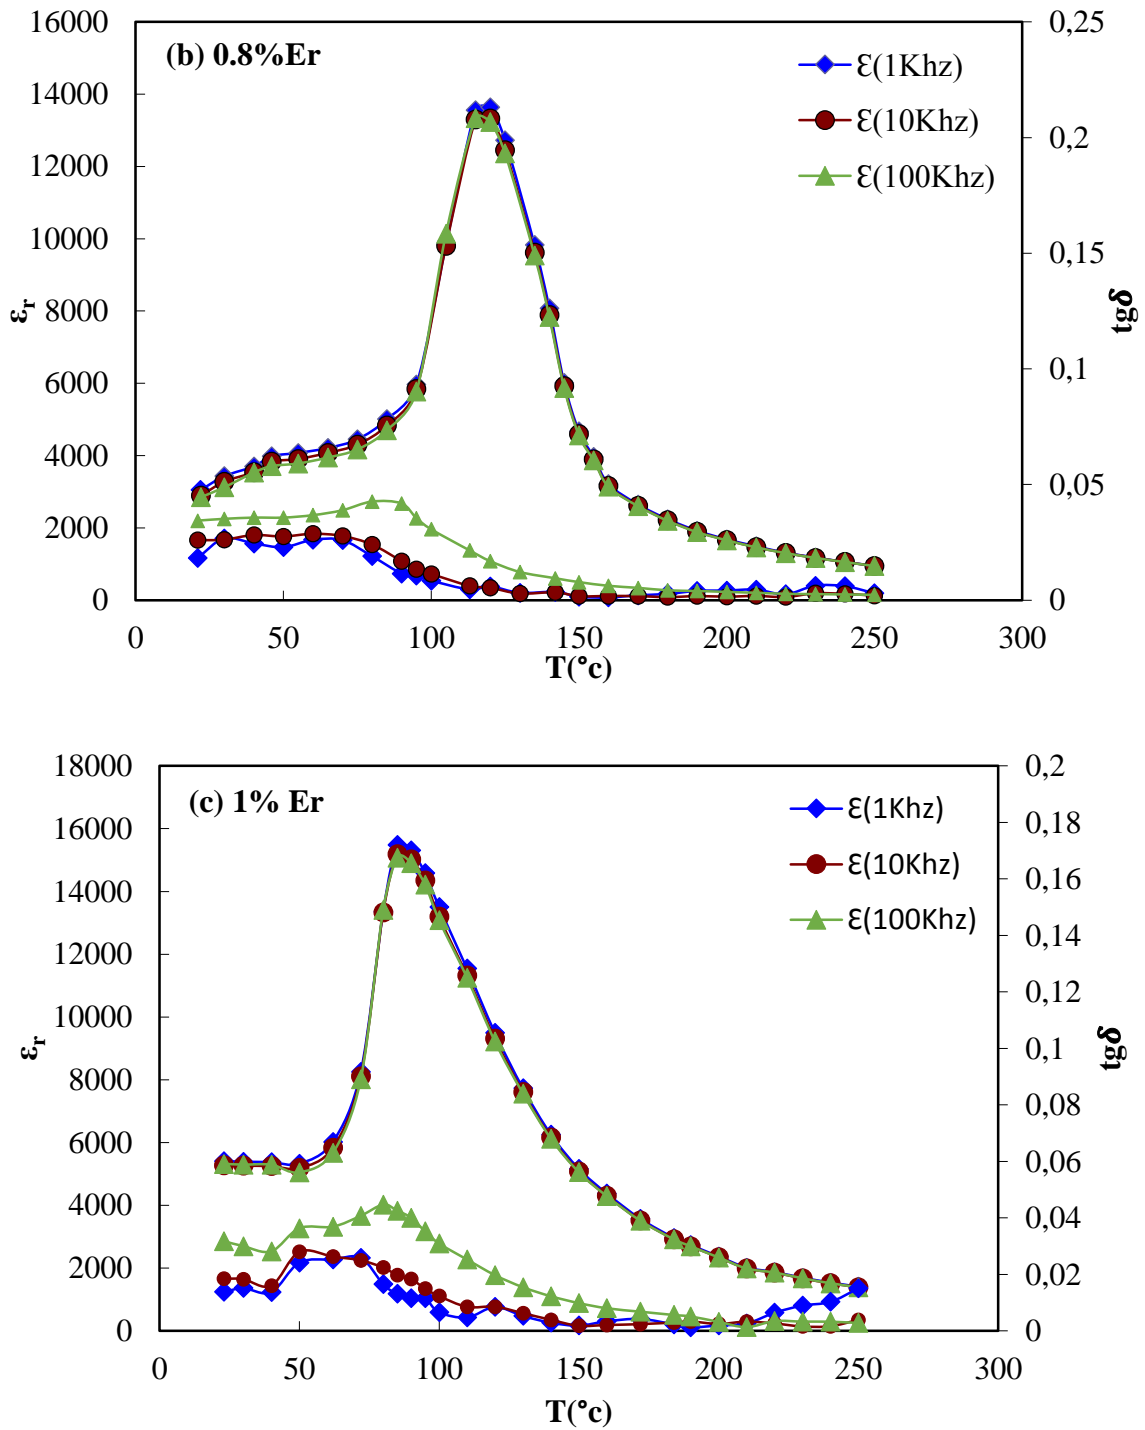 (b) 0.8%Er
16000
14000
12000
10000
8000
6000
4000
2000
0
0,25
0,2
0,15
0,1
0,05
0
Ɛ(1Khz)
Ɛ(10Khz)
Ɛ(100Khz)
εr
tgδ
0 50 100 150 200 250 300
T(°c)
(c) 1% Er
18000
16000
14000
12000
10000
8000
6000
4000
2000
0
0,2
0,18
0,16
0,14
0,12
0,1
0,08
0,06
0,04
0,02
0
Ɛ(1Khz)
Ɛ(10Khz)
Ɛ(100Khz)
εr
tgδ
0 50 100 150 200 250 300
T(°c)